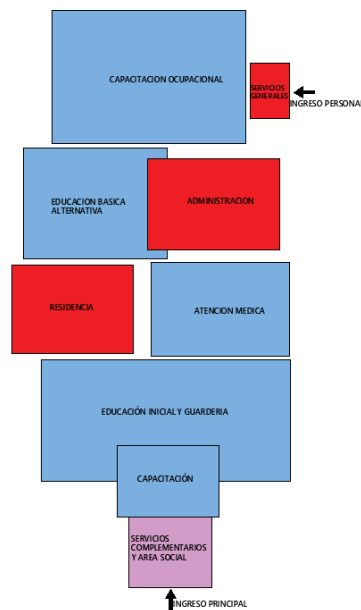 CAPACITACION OCUPACIONAL
SERVICIOS
GENERALES
INGRESO PERSONAL
EDUCACION BASICA
ALTERNATIVA
ADMINISTRACION
RESIDENCIA
ATENCION MEDICA
EDUCACIÓN INICIAL Y GUARDERIA
CAPACITACIÓN
SERVICIOS
COMPLEMENTARIOS
Y AREA SOCIAL
INGRESO PRINCIPAL